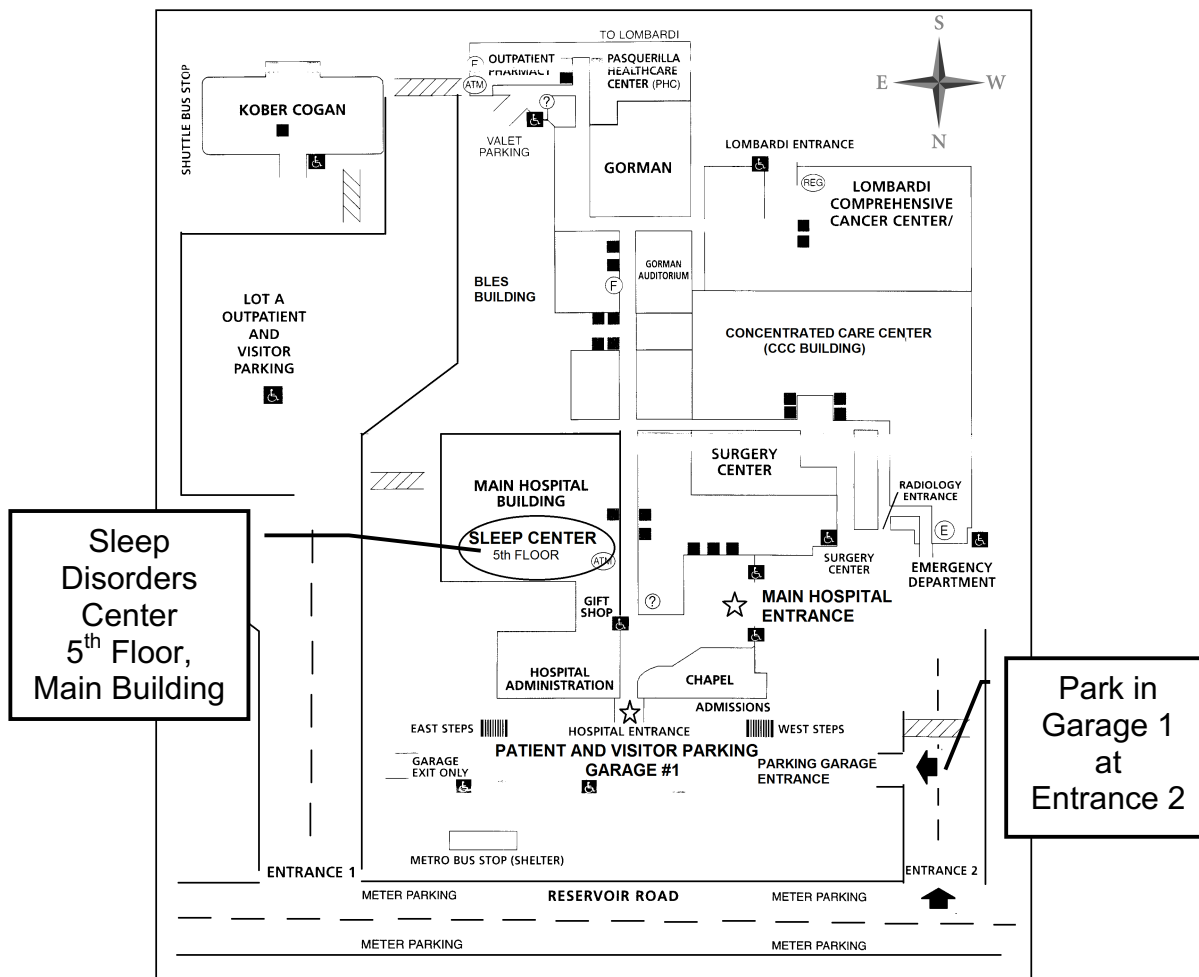 TO LOMBARDI
S
E
W
N
SHUTTLE BUS STOP
KOBER COGAN
F
OUTPATIENT
PHARMACY
ATM
?
VALET
PARKING
PASQUERILLA
HEALTHCARE
CENTER (PHC)
GORMAN
LOMBARDI ENTRANCE
REG
LOMBARDI
COMPREHENSIVE
CANCER CENTER/
LOT A
OUTPATIENT
AND
VISITOR
PARKING
BLES
BUILDING
F
GORMAN
AUDITORIUM
CONCENTRATED CARE CENTER
(CCC BUILDING)
MAIN HOSPITAL
BUILDING
SLEEP CENTER
5th FLOOR
ATM
SURGERY
CENTER
RADIOLOGY
ENTRANCE
E
SURGERY
CENTER
EMERGENCY
DEPARTMENT
Sleep
Disorders
Center
5th Floor,
Main Building
GIFT
SHOP
?
MAIN HOSPITAL
ENTRANCE
HOSPITAL
ADMINISTRATION
CHAPEL
ADMISSIONS
EAST STEPS
HOSPITAL ENTRANCE
WEST STEPS
PATIENT AND VISITOR PARKING
GARAGE #1
GARAGE
EXIT ONLY
PARKING GARAGE
ENTRANCE
Park in
Garage 1
at
Entrance 2
METRO BUS STOP (SHELTER)
ENTRANCE 1
ENTRANCE 2
METER PARKING
RESERVOIR ROAD
METER PARKING
METER PARKING
METER PARKING